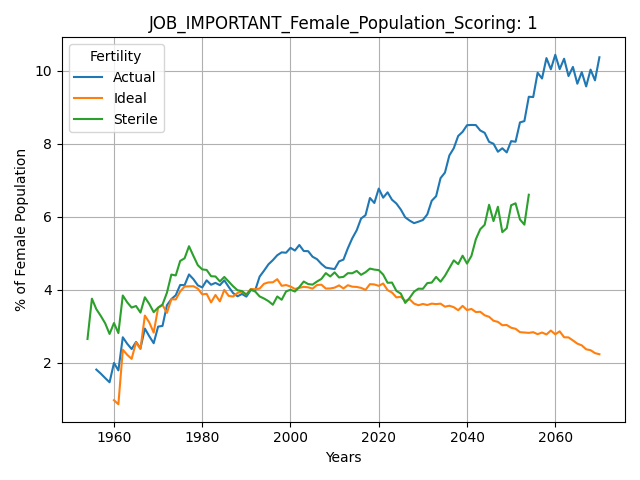 JOB_IMPORTANT_Female_Population_Scoring: 1
Fertility
Actual
Ideal
Sterile
% of Female Population
10
8
6
4
2
1960 1980 2000 2020 2040 2060
Years